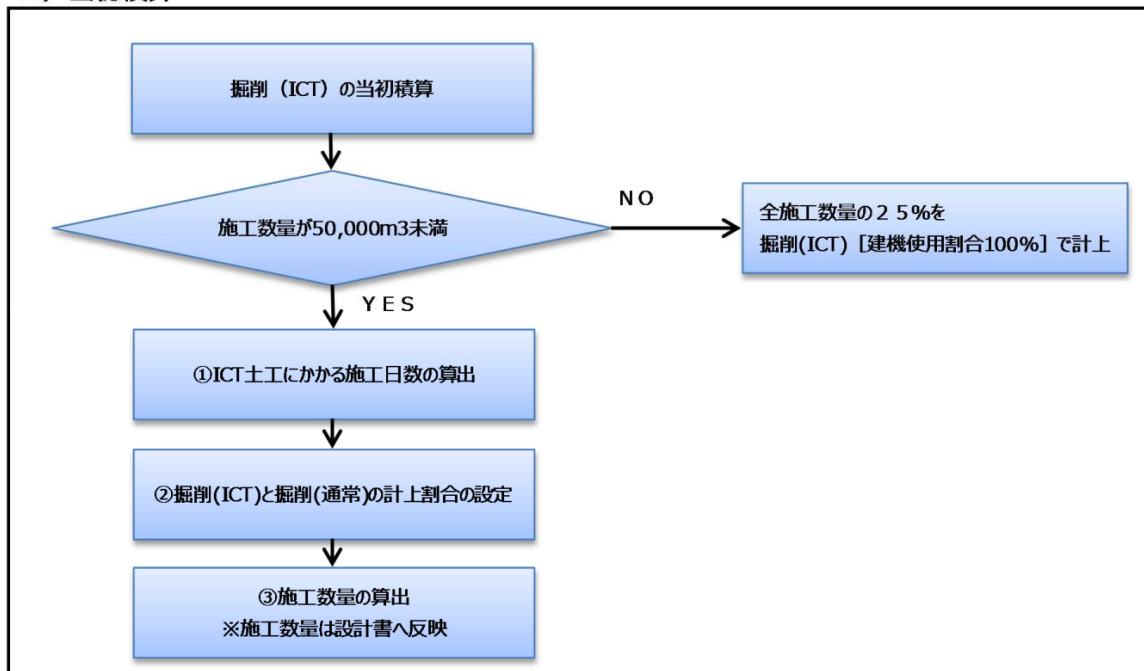 掘削（ICT）の当初積算
施工数量が50,000m3未満
ＮＯ
全施工数量の２５%を
掘削(ICT)［建機使用割合100%］で計上
ＹＥＳ
①ICT土工にかかる施工日数の算出
②掘削(ICT)と掘削(通常)の計上割合の設定
③施工数量の算出
※施工数量は設計書へ反映